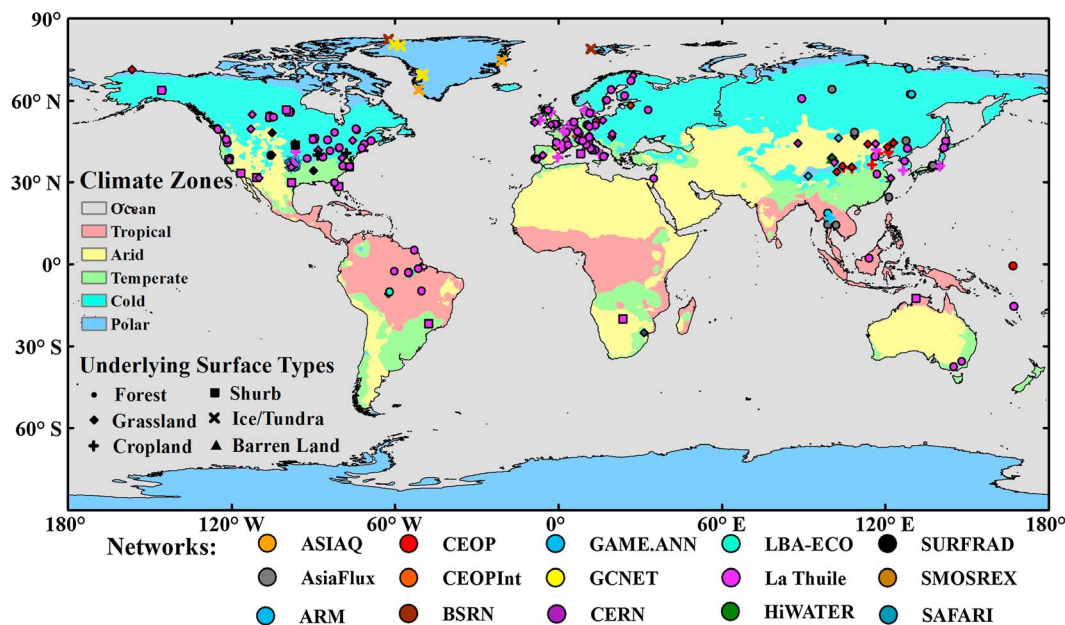 90°
60° N
30° N
0°
30° S
60° S
Climate Zones
Ocean
Tropical
Arid
Temperate
Cold
Polar
Underlying Surface Types
Forest
Shurb
Grassland
Ice/Tundra
Cropland
Barren Land
180°
120° W
60° W
0°
60° E
120° E
180°
Networks:
ASIAQ
CEOP
GAME.ANN
LBA-ECO
SURFRAD
AsiaFlux
CEOPInt
GCNET
La Thuile
SMOSREX
ARM
BSRN
CERN
HiWATER
SAFARI